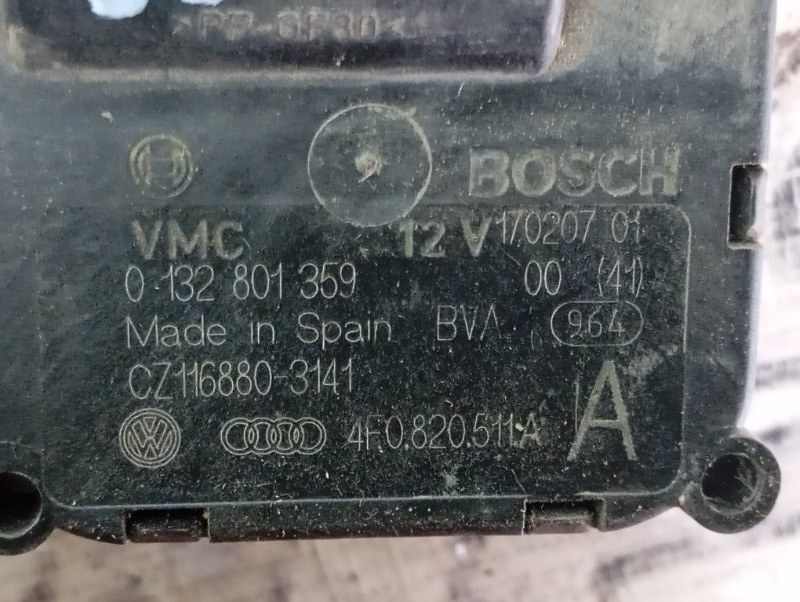 >PP-GF30<
BOSCH
VMC 12 V 170207 01
0 132 801 359 00 (41)
Made in Spain BVA 964
CZ116880-3141 A
4F0.820.511A